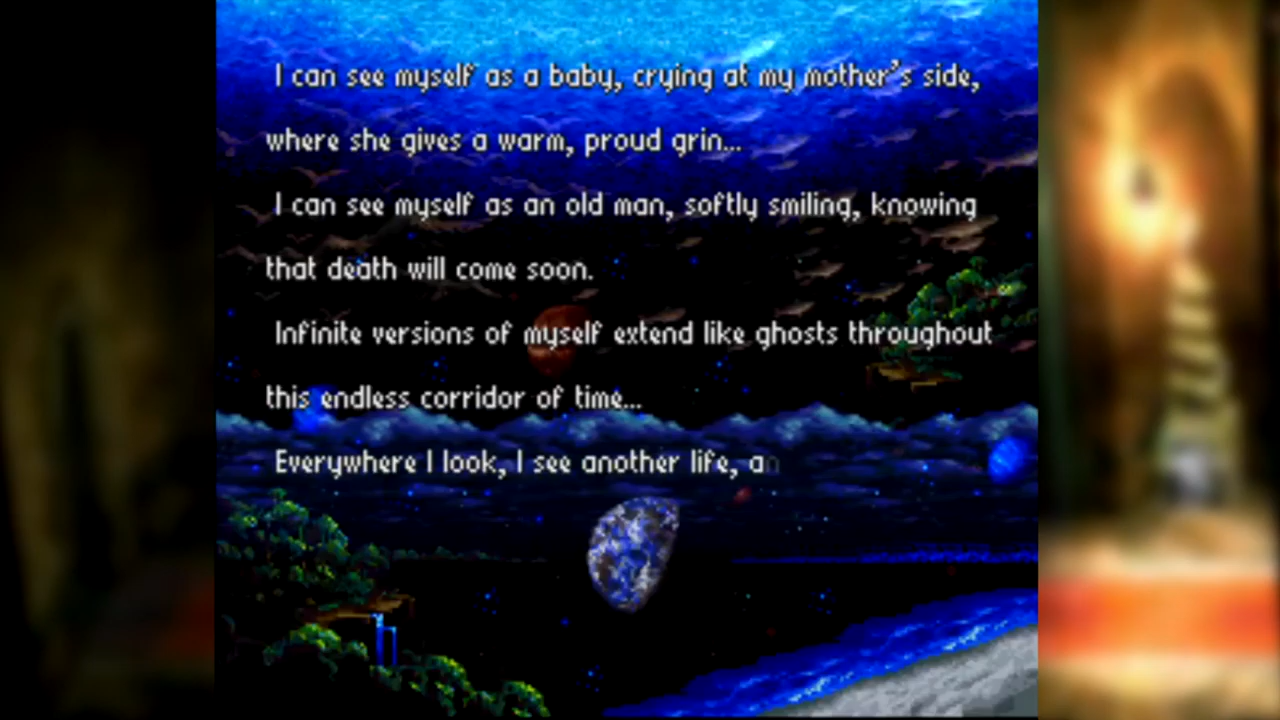 I can see myself as a baby, crying at my mother's side,
where she gives a warm, proud grin...
I can see myself as an old man, softly smiling, knowing
that death will come soon.
Infinite versions of myself extend like ghosts throughout
this endless corridor of time...
Everywhere I look, I see another life, an